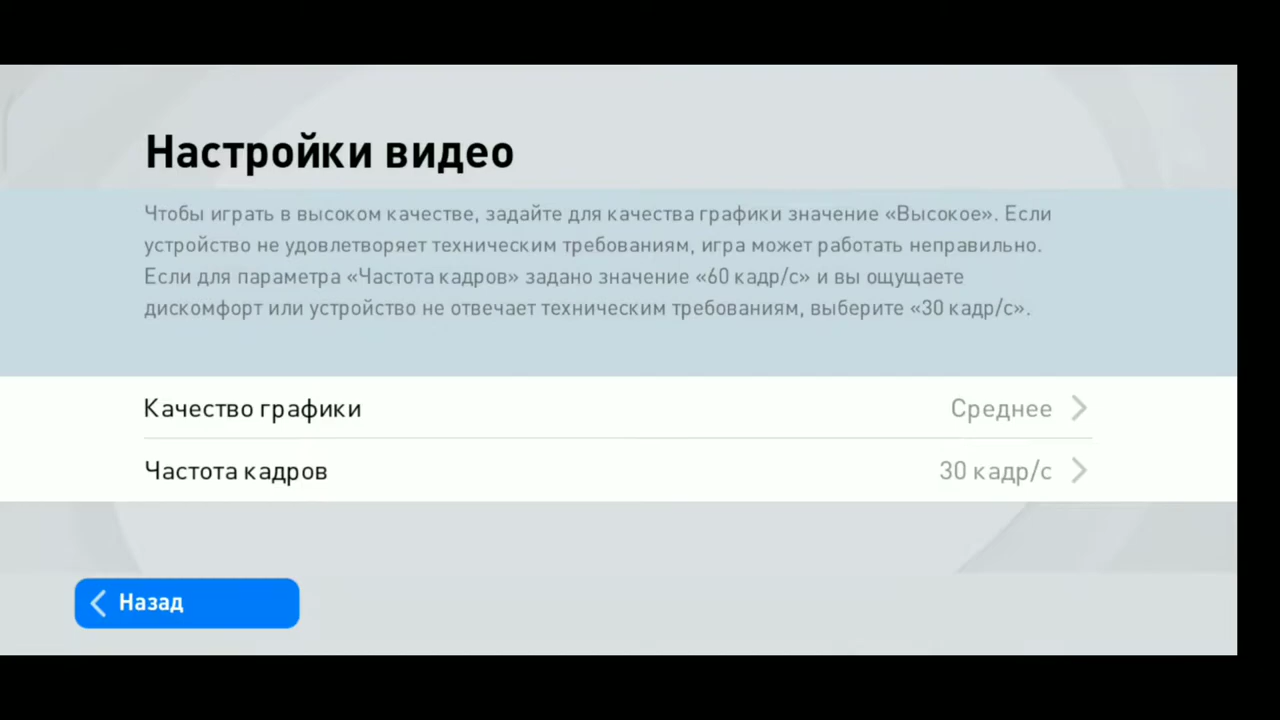 Настройки видео
Чтобы играть в высоком качестве, задайте для качества графики значение «Высокое». Если
устройство не удовлетворяет техническим требованиям, игра может работать неправильно.
Если для параметра «Частота кадров» задано значение «60 кадр/с» и вы ощущаете
дискомфорт или устройство не отвечает техническим требованиям, выберите «30 кадр/с».
Качество графики Среднее
Частота кадров 30 кадр/с
Назад